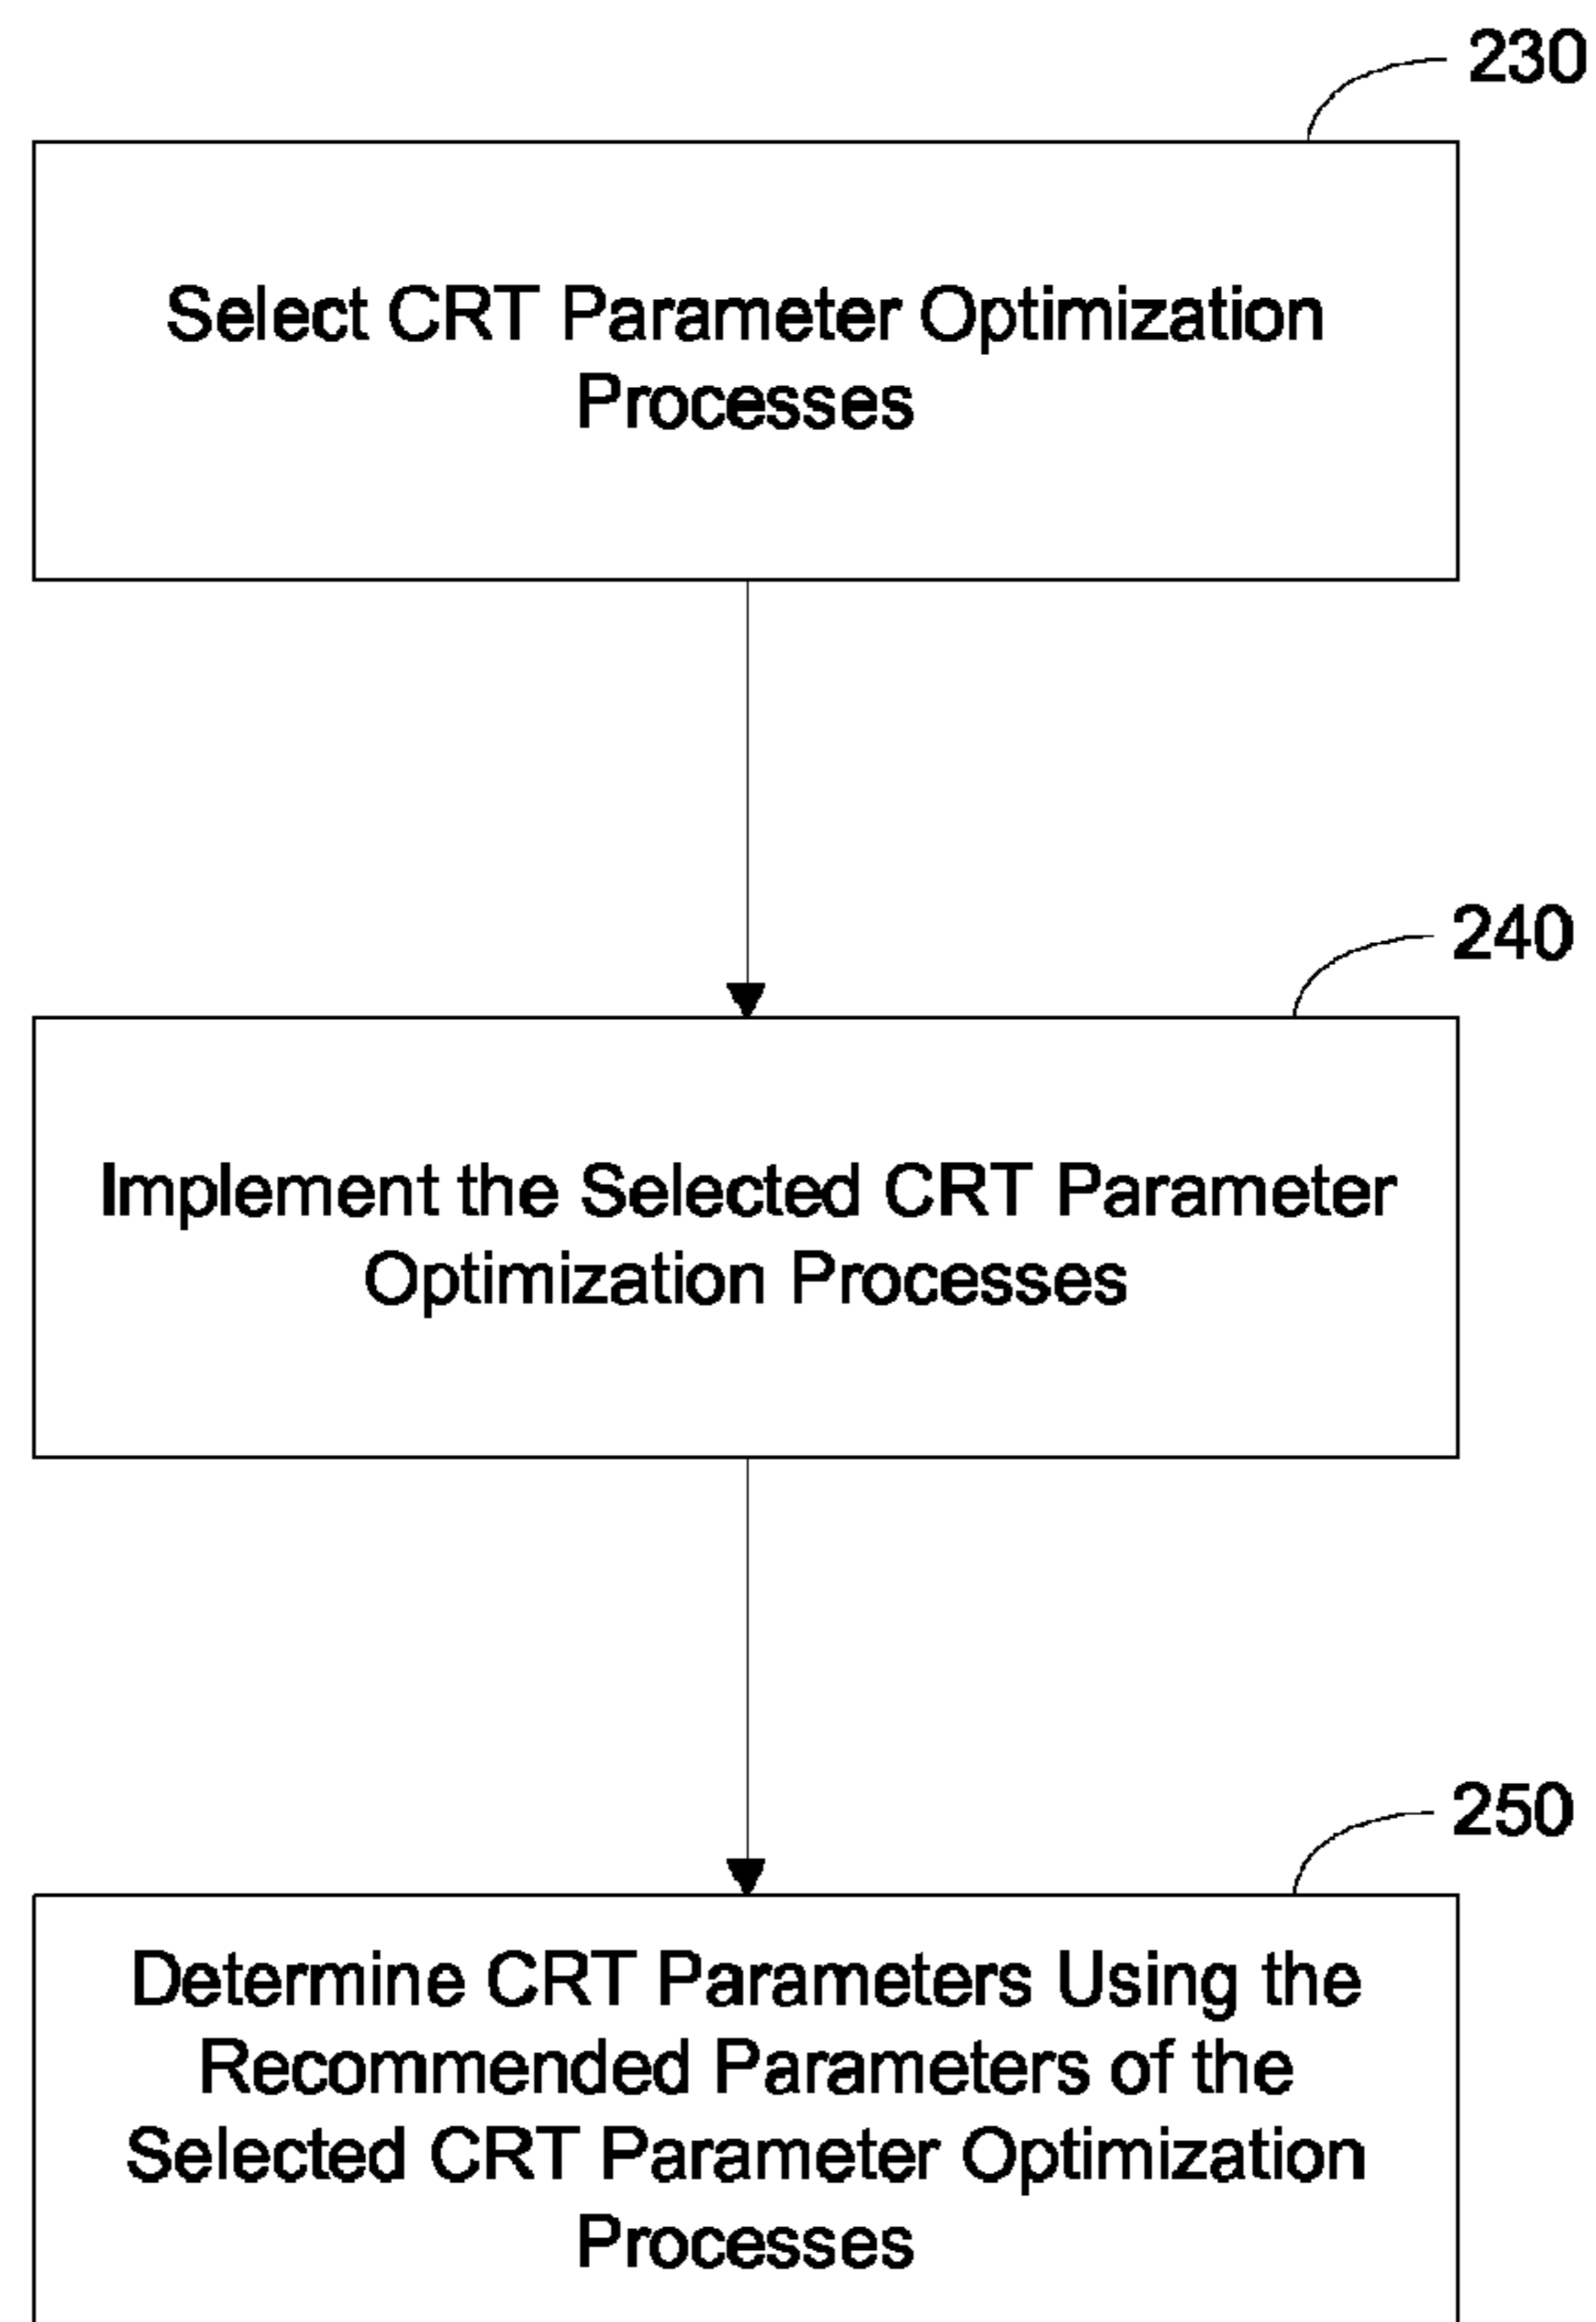 230
Select CRT Parameter Optimization
Processes
240
Implement the Selected CRT Parameter
Optimization Processes
250
Determine CRT Parameters Using the
Recommended Parameters of the
Selected CRT Parameter Optimization
Processes